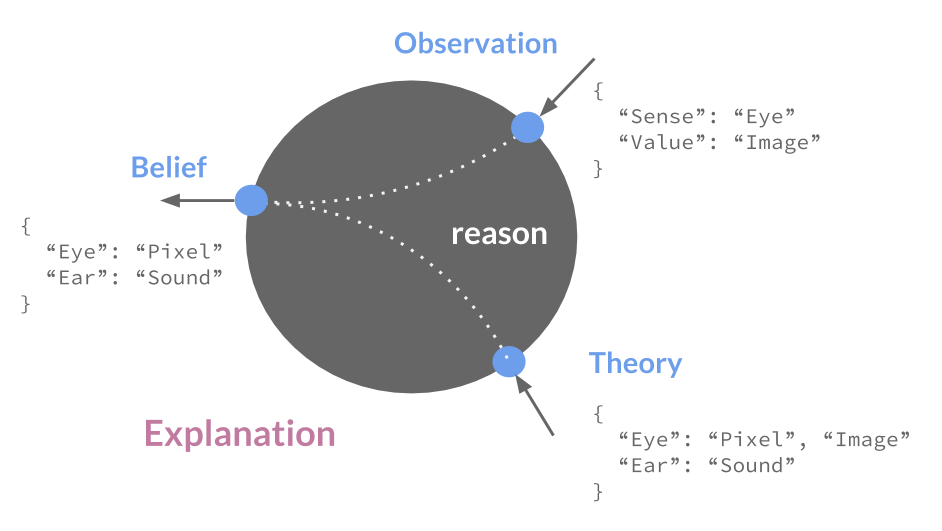 Observation
{
“Sense”: “Eye”
“Value”: “Image”
}
Belief
{
“Eye”: “Pixel”
“Ear”: “Sound”
}
reason
Theory
{
“Eye”: “Pixel”, “Image”
“Ear”: “Sound”
}
Explanation